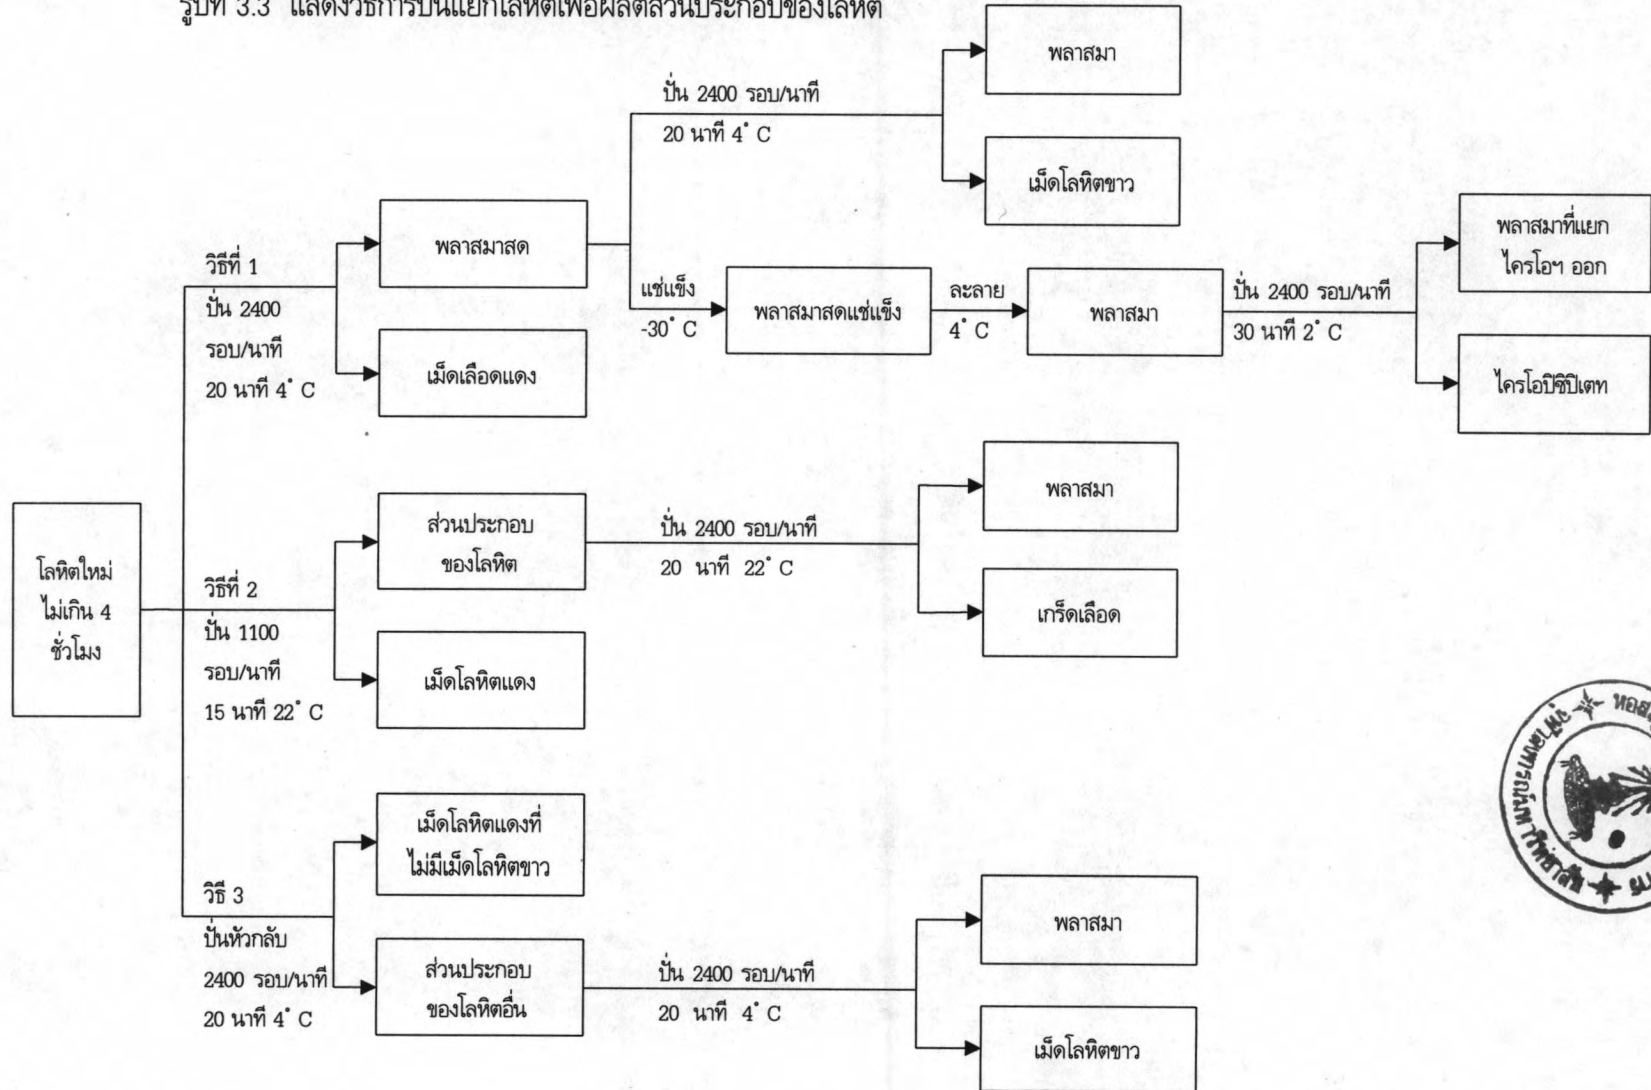 รูปที่ 3.3 แสดงวิธีการปั่นแยกโลหิตเพื่อผลิตส่วนประกอบของโลหิต
โลหิตใหม่
ไม่เกิน 4
ชั่วโมง
วิธีที่ 1
ปั่น 2400
รอบ/นาที
20 นาที 4° C
พลาสมาสด
เม็ดเลือดแดง
ปั่น 2400 รอบ/นาที
20 นาที 4° C
พลาสมา
เม็ดโลหิตขาว
แช่แข็ง
-30° C
พลาสมาสดแช่แข็ง
ละลาย
4° C
พลาสมา
ปั่น 2400 รอบ/นาที
30 นาที 2° C
พลาสมาที่แยก
ไครโอฯ ออก
ไครโอปิซิปิเตท
วิธีที่ 2
ปั่น 1100
รอบ/นาที
15 นาที 22° C
ส่วนประกอบ
ของโลหิต
เม็ดโลหิตแดง
ปั่น 2400 รอบ/นาที
20 นาที 22° C
พลาสมา
เกร็ดเลือด
วิธี 3
ปั่นหัวกลับ
2400 รอบ/นาที
20 นาที 4° C
เม็ดโลหิตแดงที่
ไม่มีเม็ดโลหิตขาว
ส่วนประกอบ
ของโลหิตอื่น
ปั่น 2400 รอบ/นาที
20 นาที 4° C
พลาสมา
เม็ดโลหิตขาว
จุฬาลงกรณ์มหาวิทยาลัย